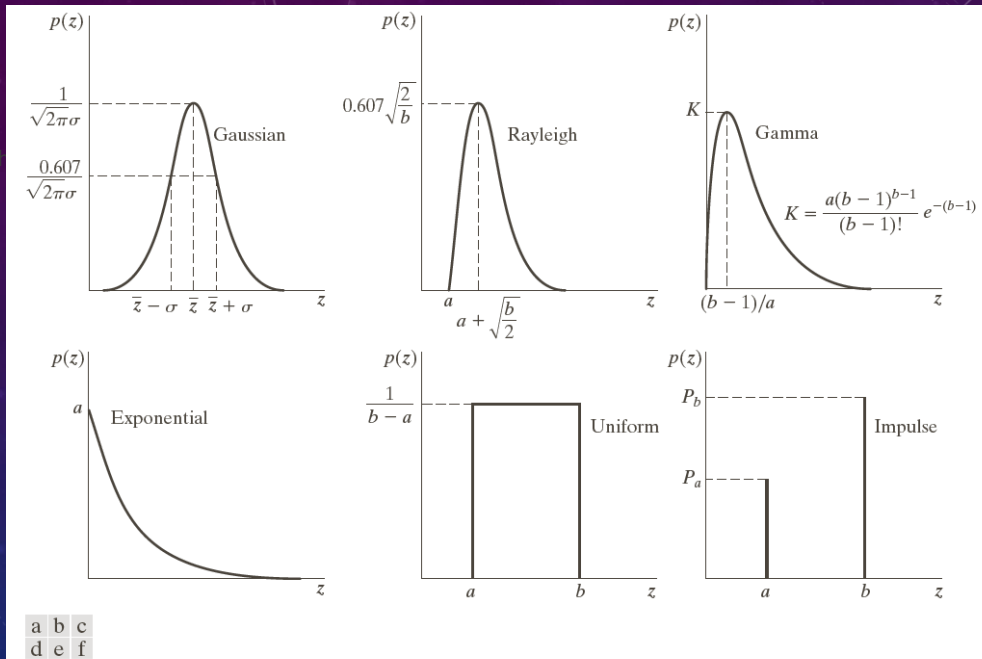 p(z)
1
√2πσ
0.607
√2πσ
Gaussian
z̄ − σ z̄ z̄ + σ
z
p(z)
0.607 √2/b
Rayleigh
a
a + √b/2
z
p(z)
K
Gamma
K = a(b − 1)^{b−1} / (b − 1)! e^{−(b−1)}
(b − 1)/a
z
p(z)
a
Exponential
z
p(z)
1
b − a
Uniform
a b z
p(z)
P_b
P_a
Impulse
a b z
a b c
d e f